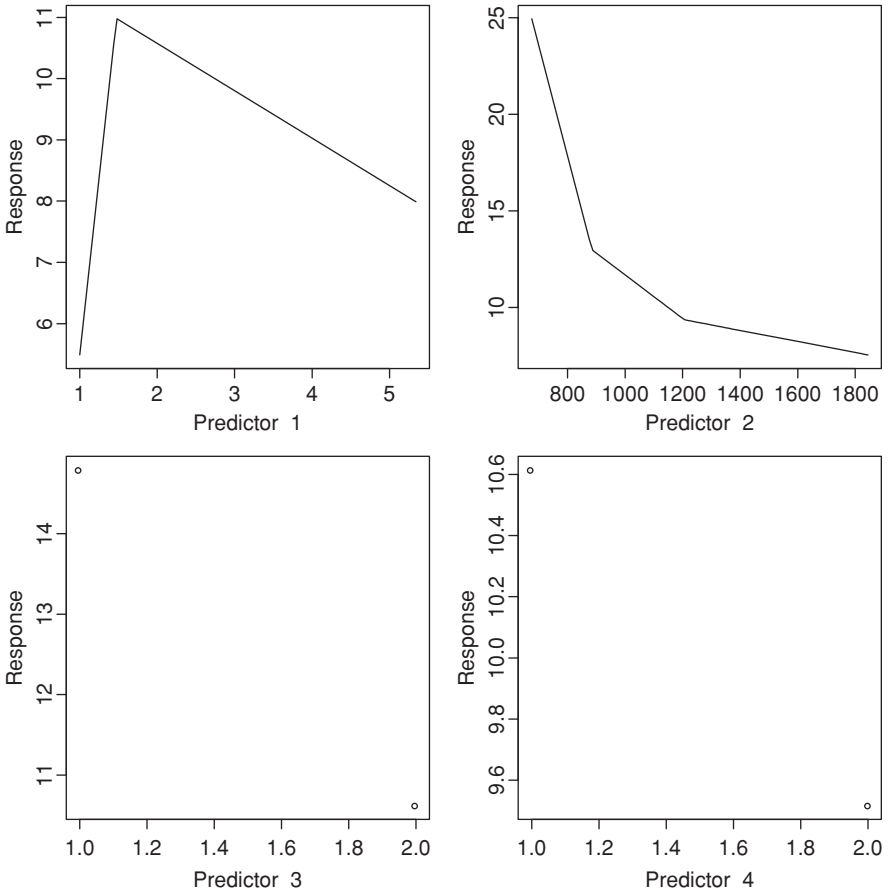 Response
11
10
9
8
7
6
1 2 3 4 5
Predictor 1
Response
25
20
15
10
800 1000 1200 1400 1600 1800
Predictor 2
Response
14
13
12
11
1.0 1.2 1.4 1.6 1.8 2.0
Predictor 3
Response
10.6
10.4
10.2
10.0
9.8
9.6
1.0 1.2 1.4 1.6 1.8 2.0
Predictor 4